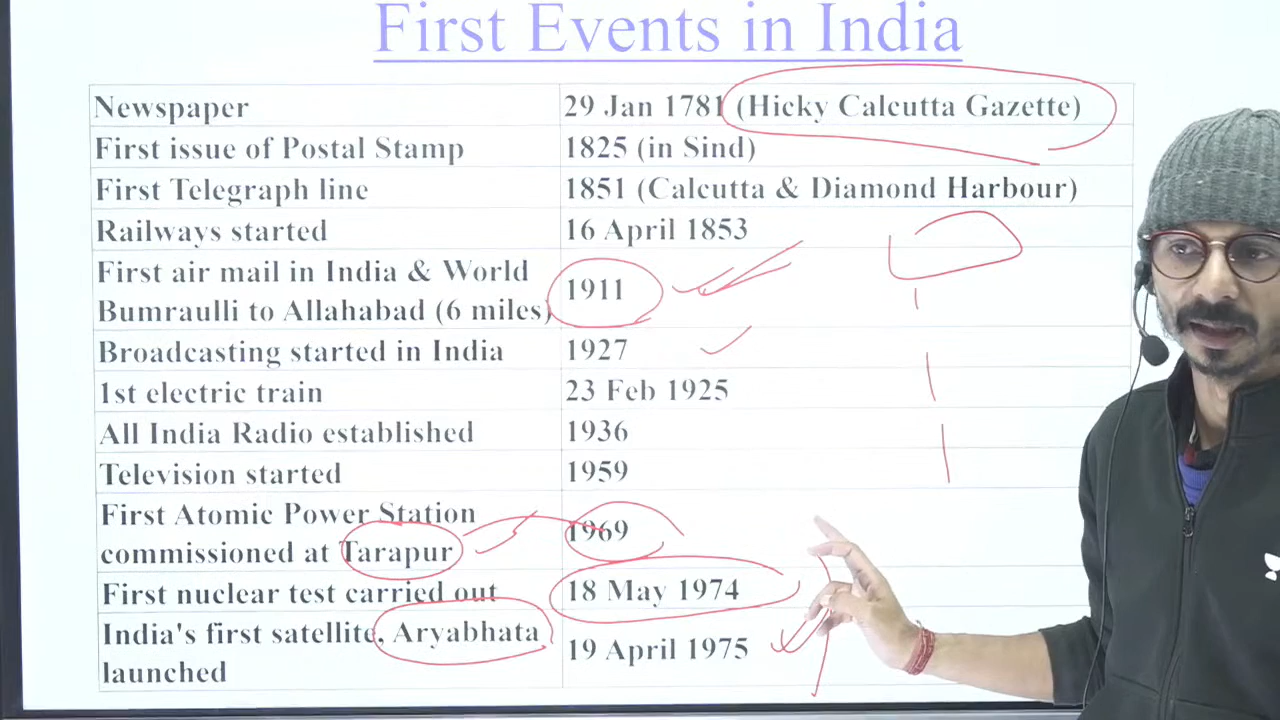 First Events in India
Newspaper 29 Jan 1781 (Hicky Calcutta Gazette)
First issue of Postal Stamp 1825 (in Sind)
First Telegraph line 1851 (Calcutta & Diamond Harbour)
Railways started 16 April 1853
First air mail in India & World
Bumraulli to Allahabad (6 miles) 1911
Broadcasting started in India 1927
1st electric train 23 Feb 1925
All India Radio established 1936
Television started 1959
First Atomic Power Station
commissioned at Tarapur 1969
First nuclear test carried out 18 May 1974
India's first satellite, Aryabhata
launched 19 April 1975